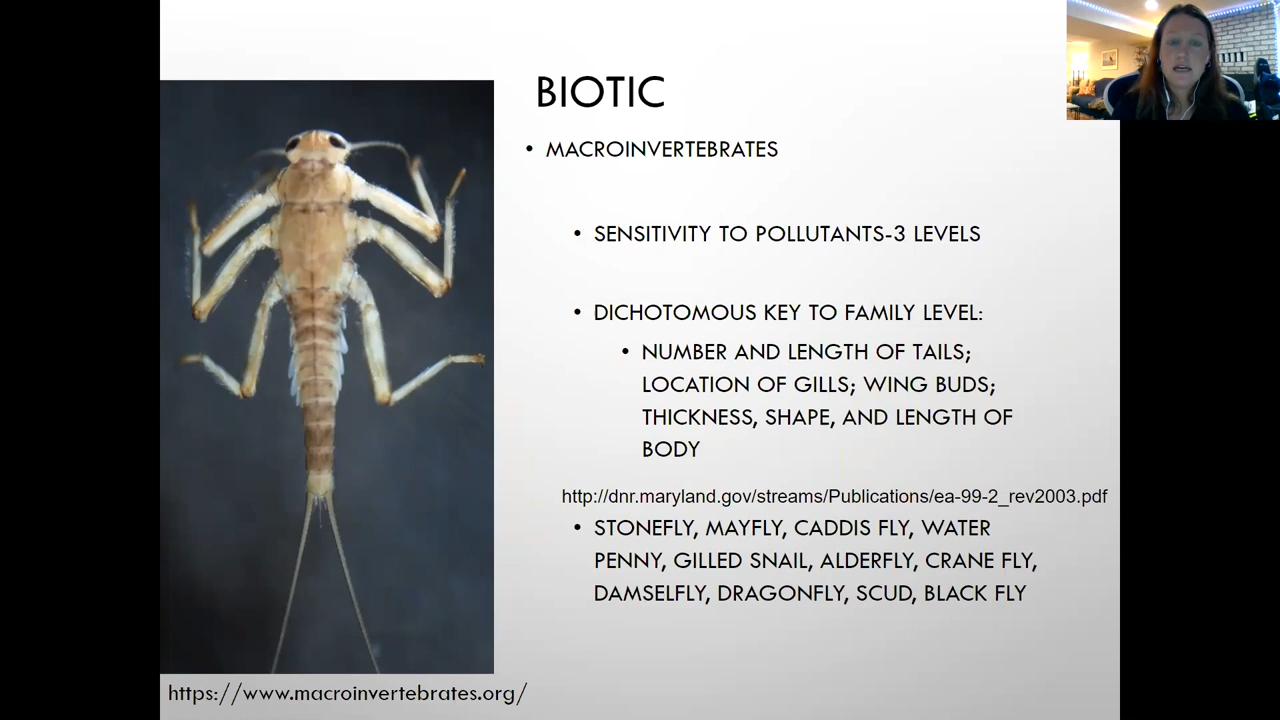 BIOTIC
• MACROINVERTEBRATES
• SENSITIVITY TO POLLUTANTS-3 LEVELS
• DICHOTOMOUS KEY TO FAMILY LEVEL:
• NUMBER AND LENGTH OF TAILS;
LOCATION OF GILLS; WING BUDS;
THICKNESS, SHAPE, AND LENGTH OF
BODY
http://dnr.maryland.gov/streams/Publications/ea-99-2_rev2003.pdf
• STONEFLY, MAYFLY, CADDIS FLY, WATER
PENNY, GILLED SNAIL, ALDERFLY, CRANE FLY,
DAMSELFLY, DRAGONFLY, SCUD, BLACK FLY
https://www.macroinvertebrates.org/